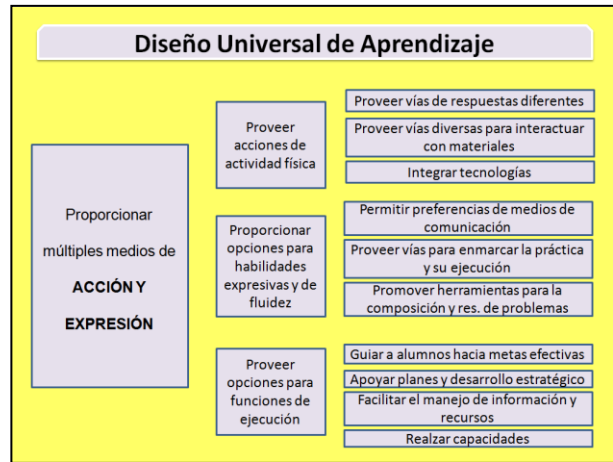 Diseño Universal de Aprendizaje
Proporcionar
múltiples medios de
ACCIÓN Y
EXPRESIÓN
Proveer
acciones de
actividad física
Proveer vías de respuestas diferentes
Proveer vías diversas para interactuar
con materiales
Integrar tecnologías
Proporcionar
opciones para
habilidades
expresivas y de
fluidez
Permitir preferencias de medios de
comunicación
Proveer vías para enmarcar la práctica
y su ejecución
Promover herramientas para la
composición y res. de problemas
Proveer
opciones para
funciones de
ejecución
Guiar a alumnos hacia metas efectivas
Apoyar planes y desarrollo estratégico
Facilitar el manejo de información y
recursos
Realzar capacidades